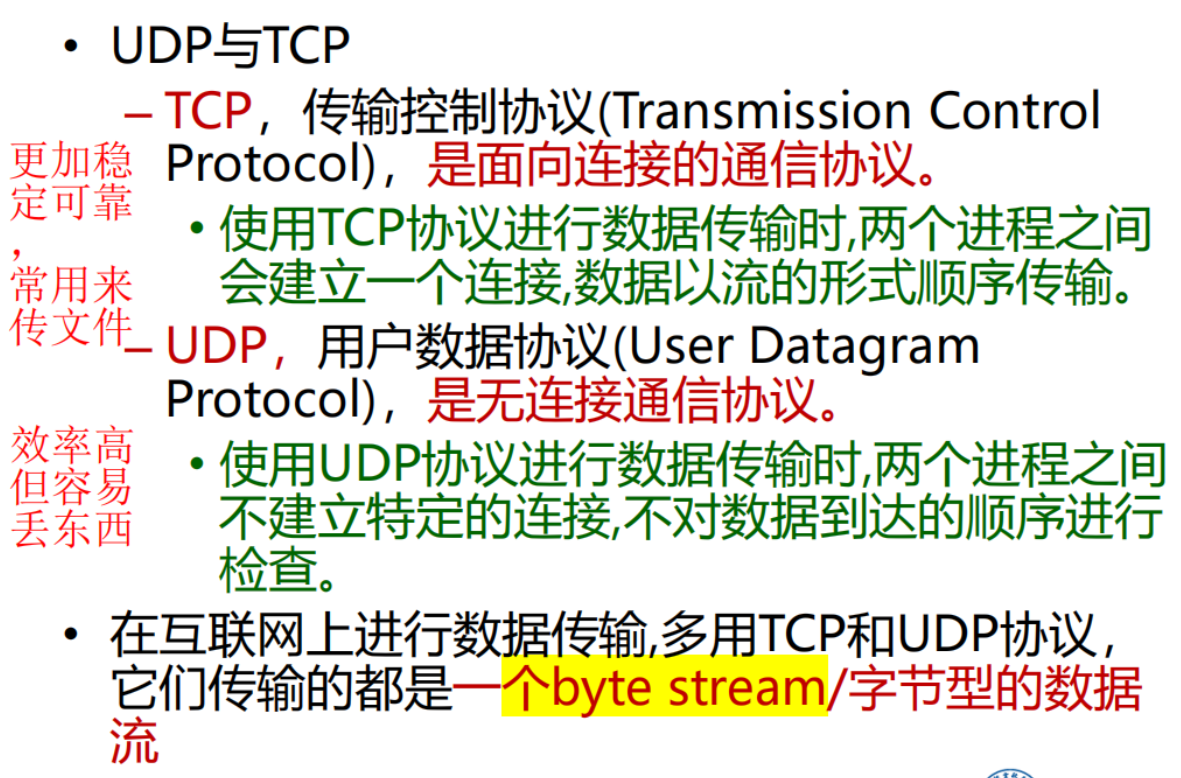 • UDP与TCP
– TCP，传输控制协议(Transmission Control
Protocol)，是面向连接的通信协议。
更加稳
定可靠
，
常用来
传文件
• 使用TCP协议进行数据传输时,两个进程之间
会建立一个连接,数据以流的形式顺序传输。
– UDP，用户数据协议(User Datagram
Protocol)，是无连接通信协议。
效率高
但容易
丢东西
• 使用UDP协议进行数据传输时,两个进程之间
不建立特定的连接,不对数据到达的顺序进行
检查。
• 在互联网上进行数据传输,多用TCP和UDP协议，
它们传输的都是一个byte stream/字节型的数据
流